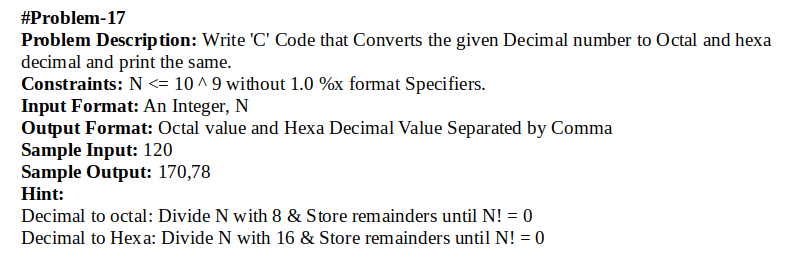 #Problem-17
Problem Description: Write 'C' Code that Converts the given Decimal number to Octal and hexa
decimal and print the same.
Constraints: N <= 10 ^ 9 without 1.0 %x format Specifiers.
Input Format: An Integer, N
Output Format: Octal value and Hexa Decimal Value Separated by Comma
Sample Input: 120
Sample Output: 170,78
Hint:
Decimal to octal: Divide N with 8 & Store remainders until N! = 0
Decimal to Hexa: Divide N with 16 & Store remainders until N! = 0